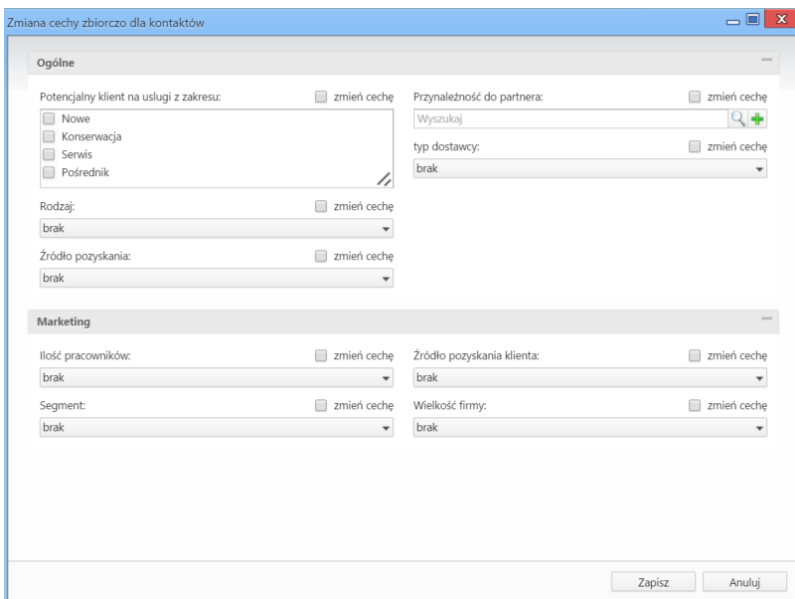 Zmiana cechy zbiorczo dla kontaktów
Ogólne
Potencjalny klient na usługi z zakresu:
zmień cechę
Nowe
Konserwacja
Serwis
Pośrednik
Rodzaj:
zmień cechę
brak
Źródło pozyskania:
zmień cechę
brak
Przynależność do partnera:
zmień cechę
Wyszukaj
typ dostawcy:
zmień cechę
brak
Marketing
Ilość pracowników:
zmień cechę
brak
Segment:
zmień cechę
brak
Źródło pozyskania klienta:
zmień cechę
brak
Wielkość firmy:
zmień cechę
brak
Zapisz
Anuluj